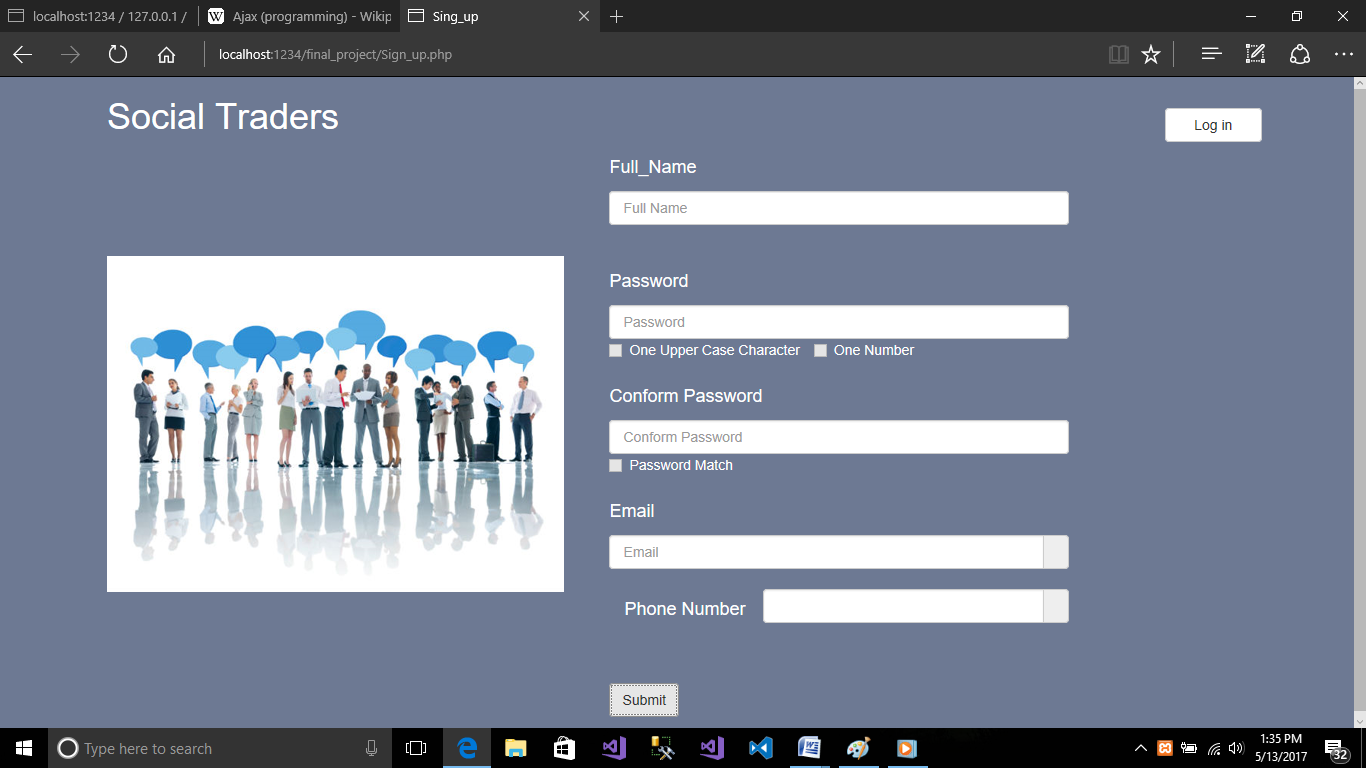 localhost:1234 / 127.0.0.1 /
Ajax (programming) - Wikip
Sing_up
localhost:1234/final_project/Sign_up.php
Social Traders
Log in
Full_Name
Full Name
Password
Password
One Upper Case Character
One Number
Conform Password
Conform Password
Password Match
Email
Email
Phone Number
Submit
Type here to search
1:35 PM
5/13/2017
32